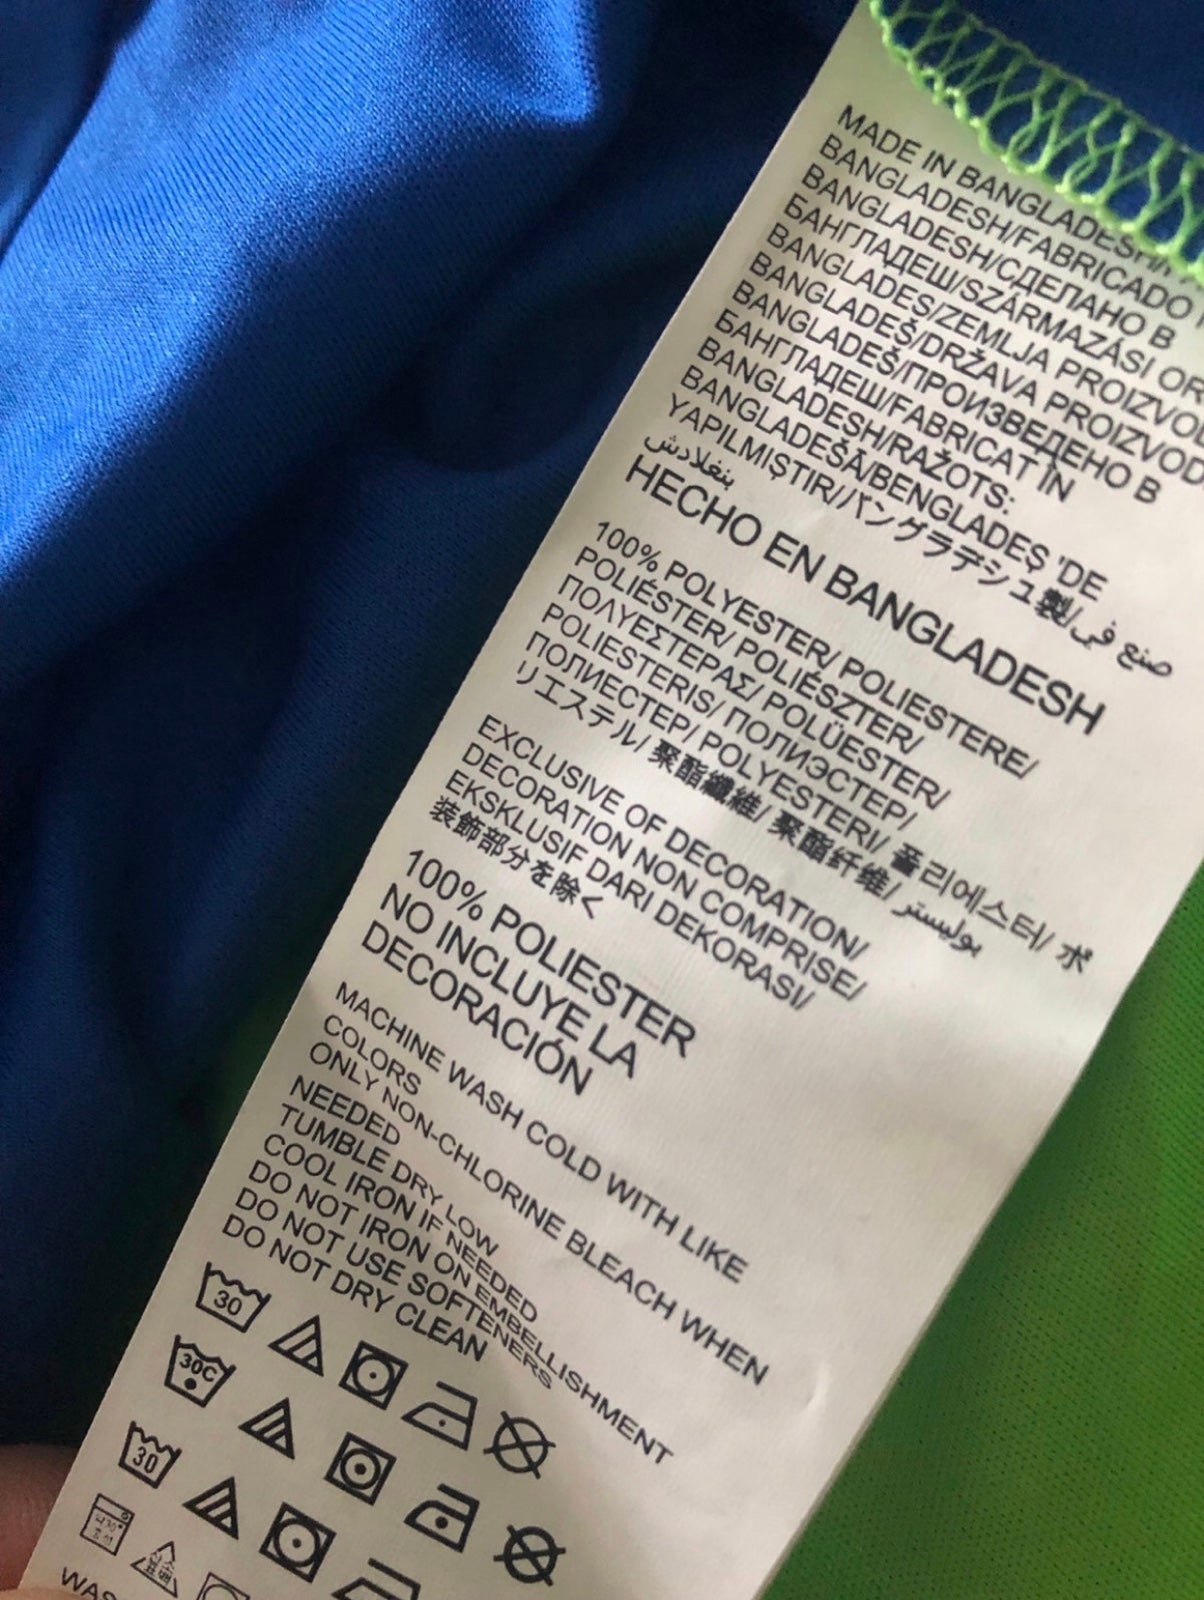 MADE IN BANGLADESH/
BANGLADESH/FABRICADO
BANGLADESH/СДЕЛАНО В
БАНГЛАДЕШ/SZÁRMAZÁSI
BANGLADES/ZEMLJA
BANGLADEŠ/DRŽAVA
BANGLADEŠ/ПРОИЗВЕДЕНО В
БАНГЛАДЕШ/FABRICAT ÎN
BANGLADESH/RAŽOTS:
BANGLADEŠĀ/BENGLADEŞ 'DE
YAPILMIŞTIR//バングラデシュ製/صنع في
بنغلادش
HECHO EN BANGLADESH
100% POLYESTER/ POLIESTERE/
POLIÉSTER/ POLIÉSZTER/
ΠΟΛΥΕΣΤΕΡΑΣ/ POLÜESTER/
POLIESTERIS/ ПОЛИЭСТЕР/
ПОЛИЕСТЕР/ POLYESTERI/ 폴리에스터/ ポ
リエステル/ 聚酯纖維/ 聚酯纤维/ بوليستر
EXCLUSIVE OF DECORATION/
DECORATION NON COMPRISE/
EKSKLUSIF DARI DEKORASI/
装飾部分を除く
100% POLIESTER
NO INCLUYE LA
DECORACIÓN
MACHINE WASH COLD WITH LIKE
COLORS
ONLY NON-CHLORINE BLEACH WHEN
NEEDED
TUMBLE DRY LOW
COOL IRON IF NEEDED
DO NOT IRON ON EMBELLISHMENT
DO NOT USE SOFTENERS
DO NOT DRY CLEAN
30
30C
30